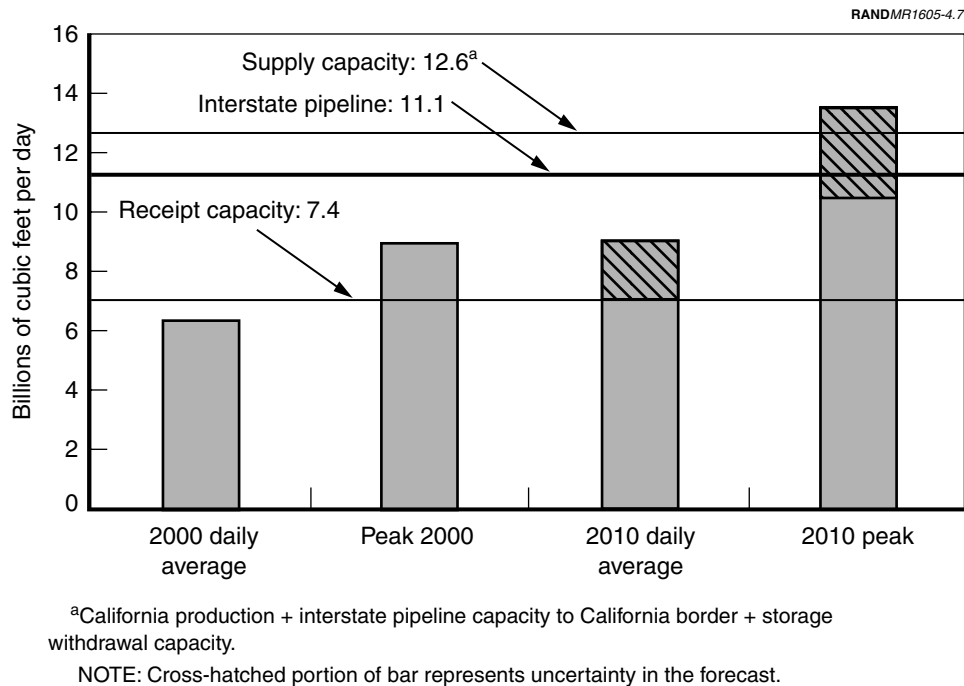 RANDMR1605-4.7
16
14
12
10
8
6
4
2
0
Billions of cubic feet per day
Supply capacity: 12.6a
Interstate pipeline: 11.1
Receipt capacity: 7.4
2000 daily
average
Peak 2000
2010 daily
average
2010 peak
aCalifornia production + interstate pipeline capacity to California border + storage
withdrawal capacity.
NOTE: Cross-hatched portion of bar represents uncertainty in the forecast.